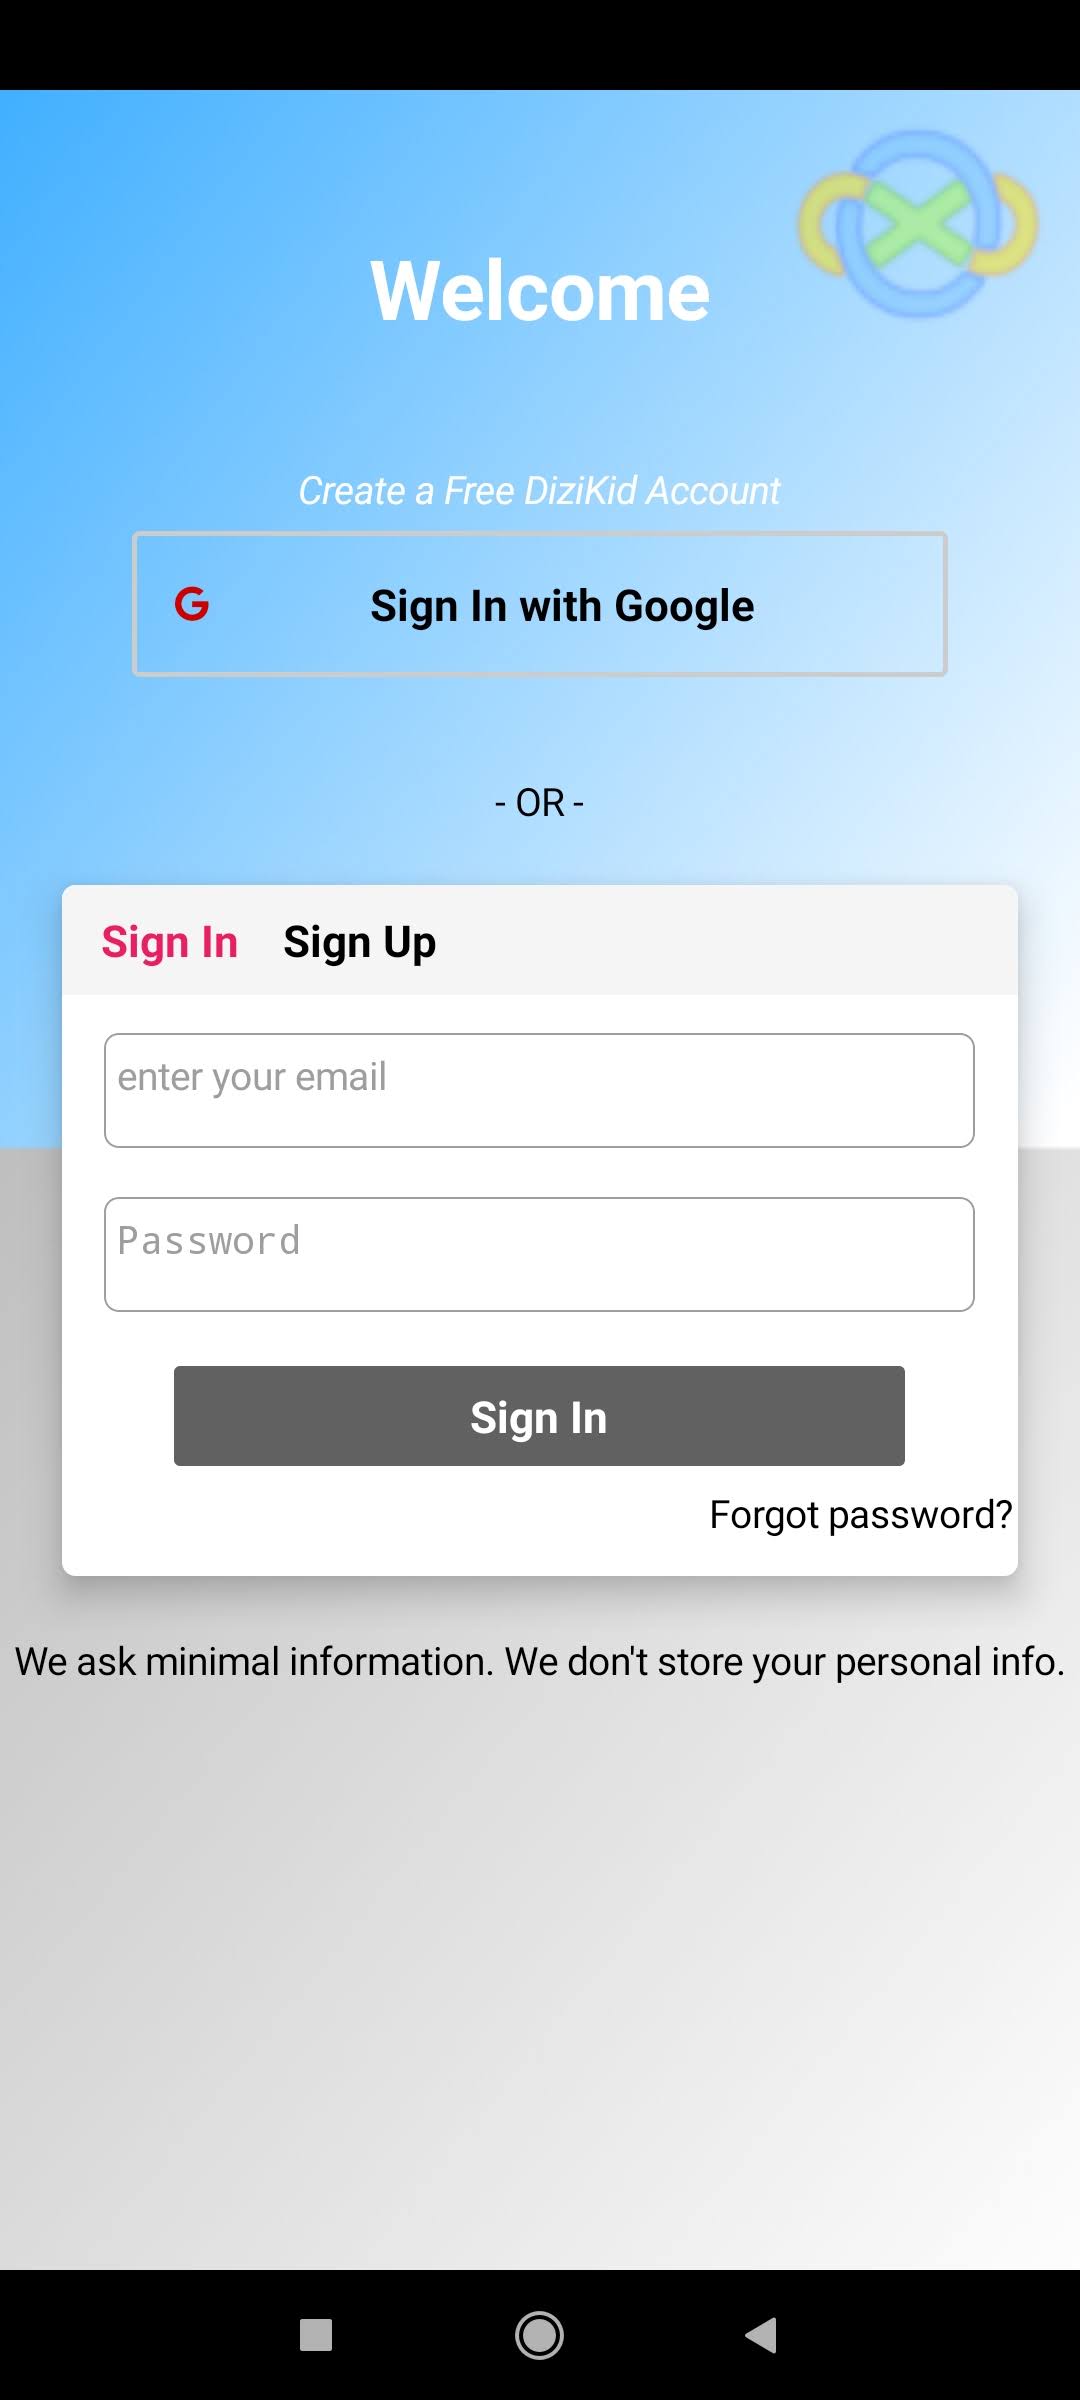 Welcome
Create a Free DiziKid Account
Sign In with Google
- OR -
Sign In Sign Up
enter your email
Password
Sign In
Forgot password?
We ask minimal information. We don't store your personal info.